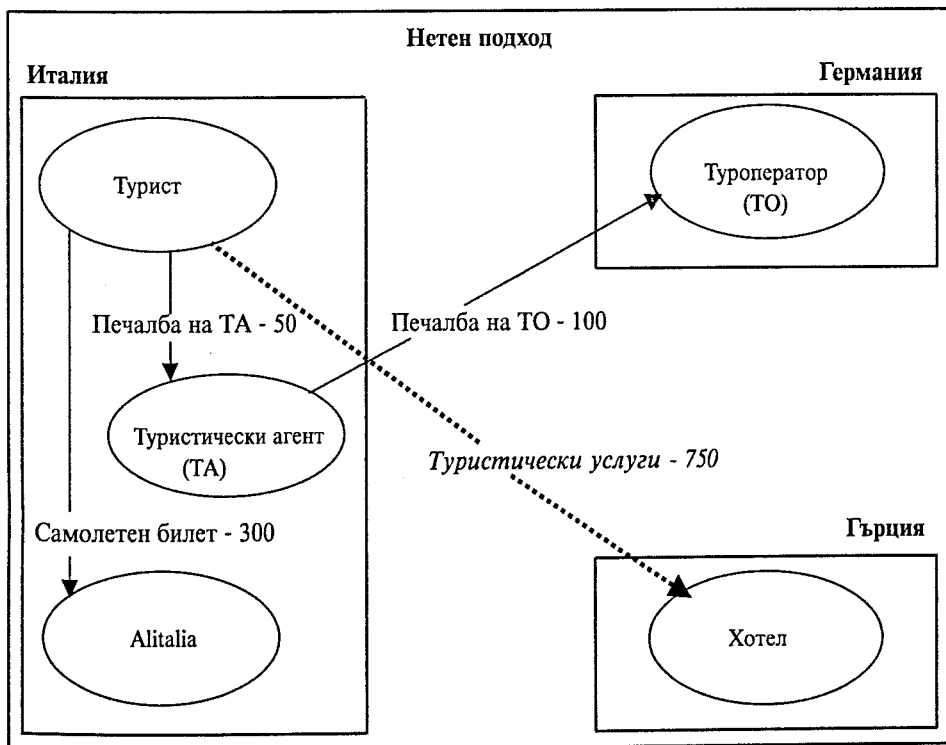 Нетен подход
Италия
Германия
Турист
Туроператор
(ТО)
Печалба на ТА - 50
Печалба на ТО - 100
Туристически агент
(ТА)
Туристически услуги - 750
Самолетен билет - 300
Гърция
Alitalia
Хотел